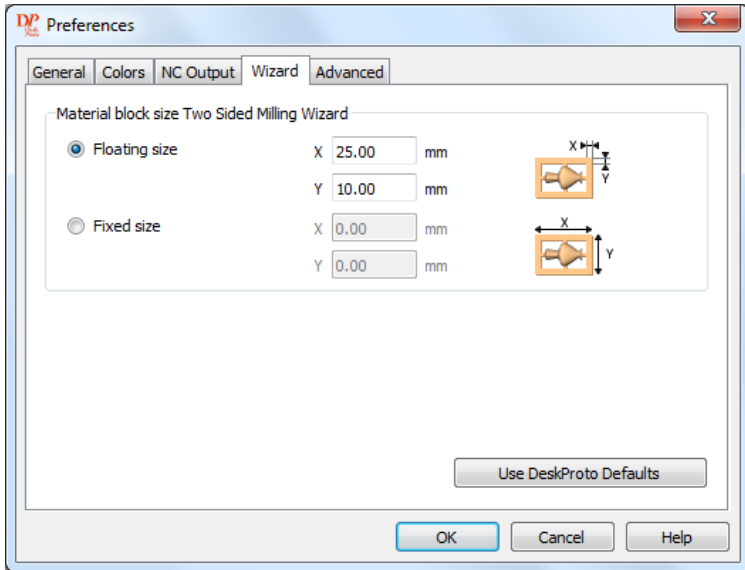 DP Preferences
General Colors NC Output Wizard Advanced
Material block size Two Sided Milling Wizard
Floating size X 25.00 mm
Y 10.00 mm
X
Y
Fixed size X 0.00 mm
Y 0.00 mm
X
Y
Use DeskProto Defaults
OK Cancel Help